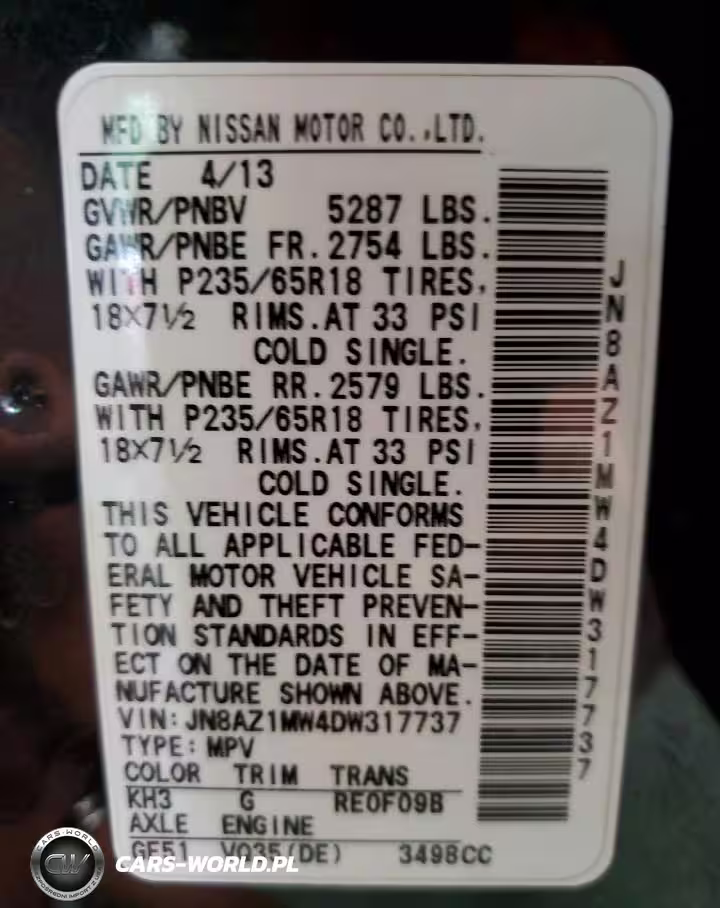 MFD BY NISSAN MOTOR CO.,LTD.
DATE 4/13
GVWR/PNBV 5287 LBS.
GAWR/PNBE FR. 2754 LBS.
WITH P235/65R18 TIRES,
18×7½ RIMS.AT 33 PSI
COLD SINGLE.
GAWR/PNBE RR. 2579 LBS.
WITH P235/65R18 TIRES,
18×7½ RIMS.AT 33 PSI
COLD SINGLE.
THIS VEHICLE CONFORMS
TO ALL APPLICABLE FED-
ERAL MOTOR VEHICLE SA-
FETY AND THEFT PREVEN-
TION STANDARDS IN EFF-
ECT ON THE DATE OF MA-
NUFACTURE SHOWN ABOVE.
VIN: JN8AZ1MW4DW317737
TYPE: MPV
COLOR TRIM TRANS
KH3 G RE0F09B
AXLE ENGINE
GF51 VQ35(DE) 3498CC
JN8AZ1MW4DW317737
CARS-WORLD
CW
CARS-WORLD.PL